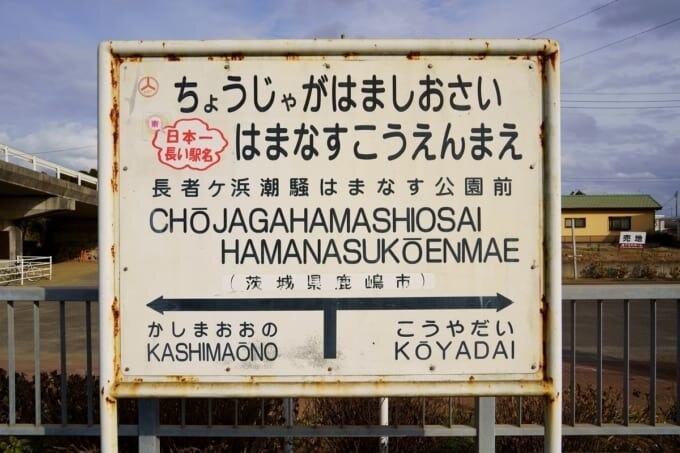 ちょうじゃがはましおさい
日本一
長い駅名
はまなすこうえんまえ
長者ケ浜潮騒はまなす公園前
CHŌJAGAHAMASHIOSAI
HAMANASUKŌENMAE
(茨城県鹿嶋市)
かしまおおの
KASHIMAŌNO
こうやだい
KŌYADAI
売地